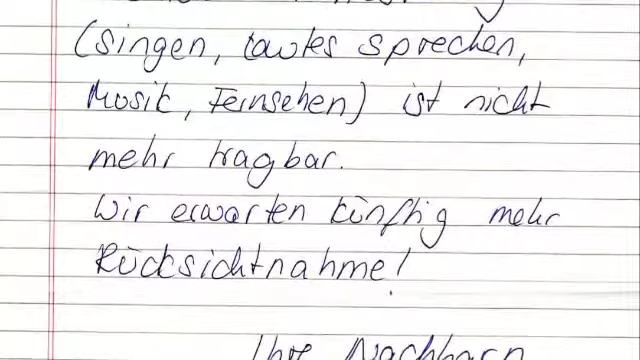 (Singen, lautes Sprechen,
Musik, Fernsehen) ist nicht
mehr tragbar.
Wir erwarten künftig mehr
Rücksichtnahme!
Ihre Nachbarn